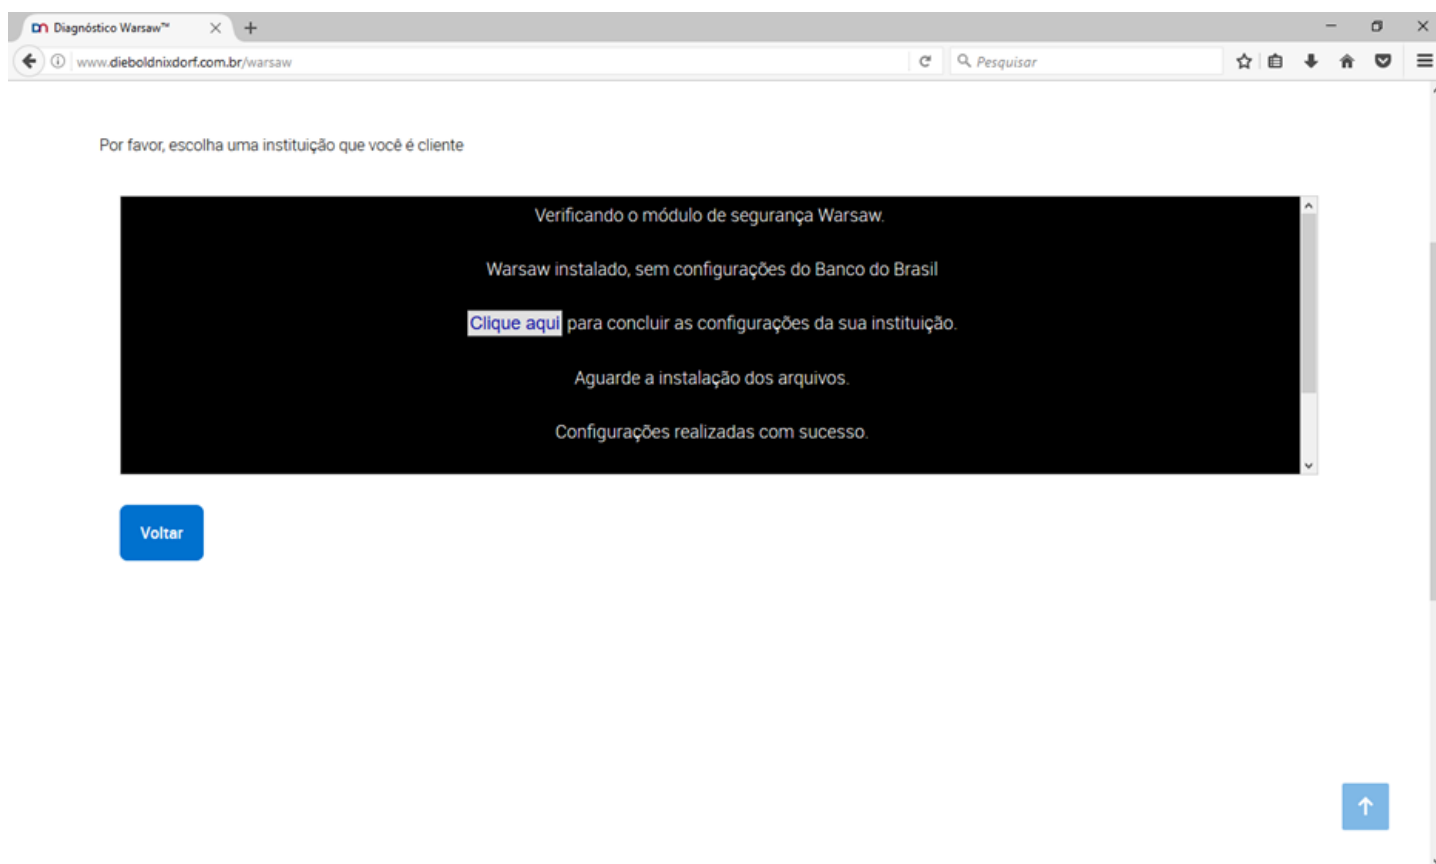 Diagnóstico Warsaw™
www.dieboldnixdorf.com.br/warsaw
Pesquisar
Por favor, escolha uma instituição que você é cliente
Verificando o módulo de segurança Warsaw.
Warsaw instalado, sem configurações do Banco do Brasil
Clique aqui para concluir as configurações da sua instituição.
Aguarde a instalação dos arquivos.
Configurações realizadas com sucesso.
Voltar